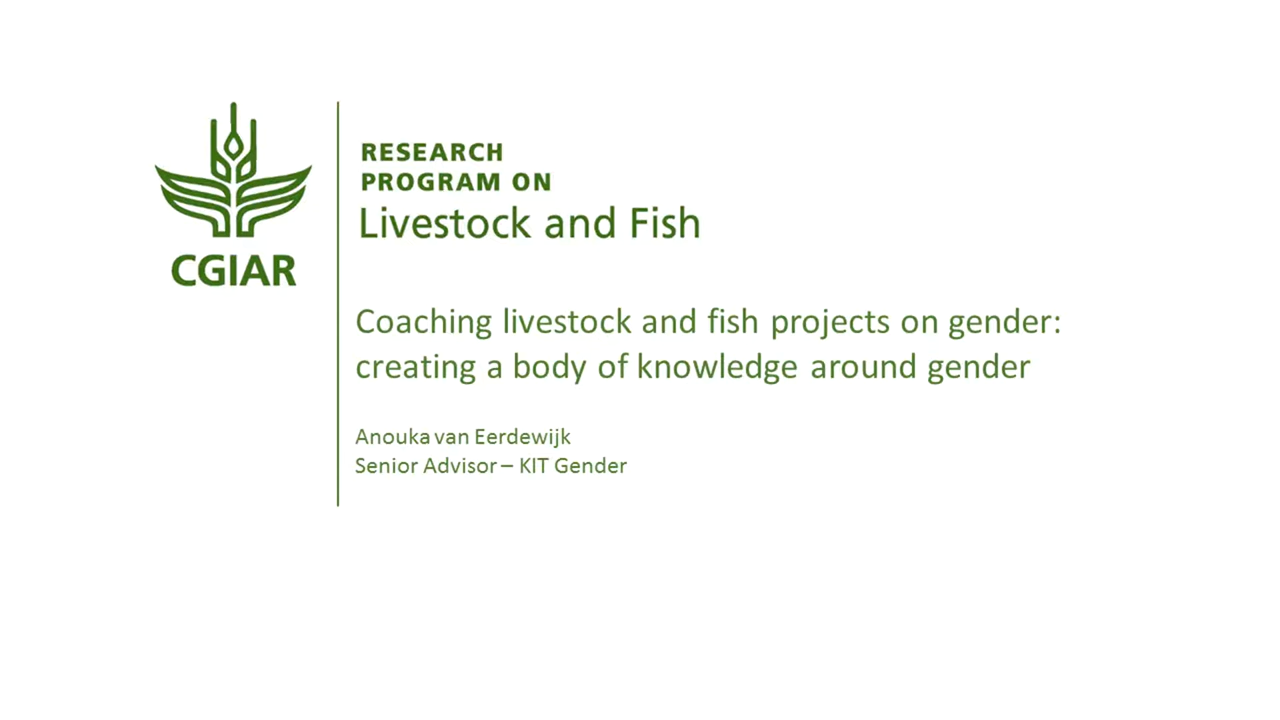 CGIAR
RESEARCH
PROGRAM ON
Livestock and Fish
Coaching livestock and fish projects on gender:
creating a body of knowledge around gender
Anouka van Eerdewijk
Senior Advisor – KIT Gender